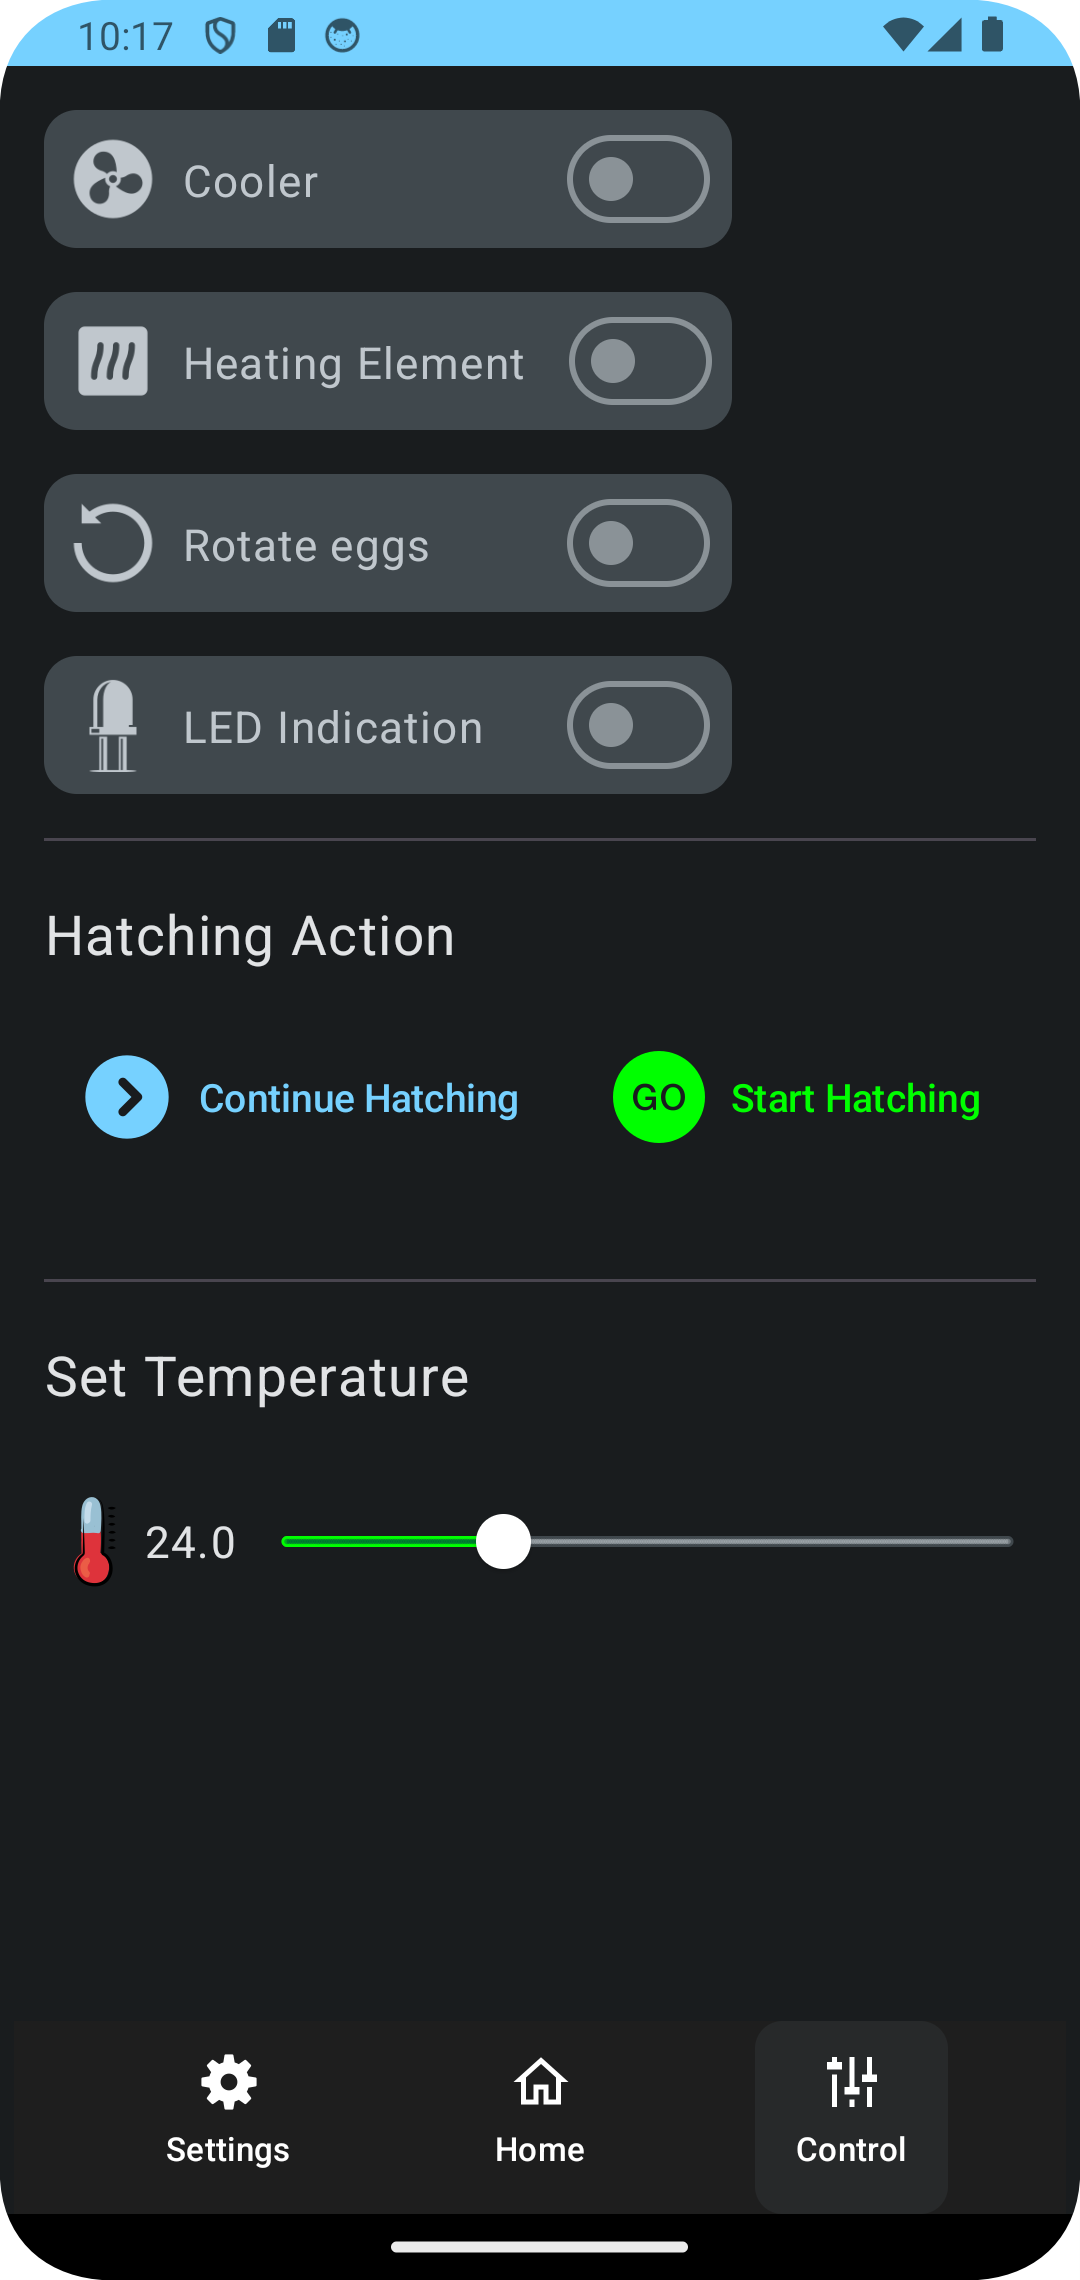 10:17
Cooler
Heating Element
Rotate eggs
LED Indication
Hatching Action
Continue Hatching
GO Start Hatching
Set Temperature
24.0
Settings Home Control